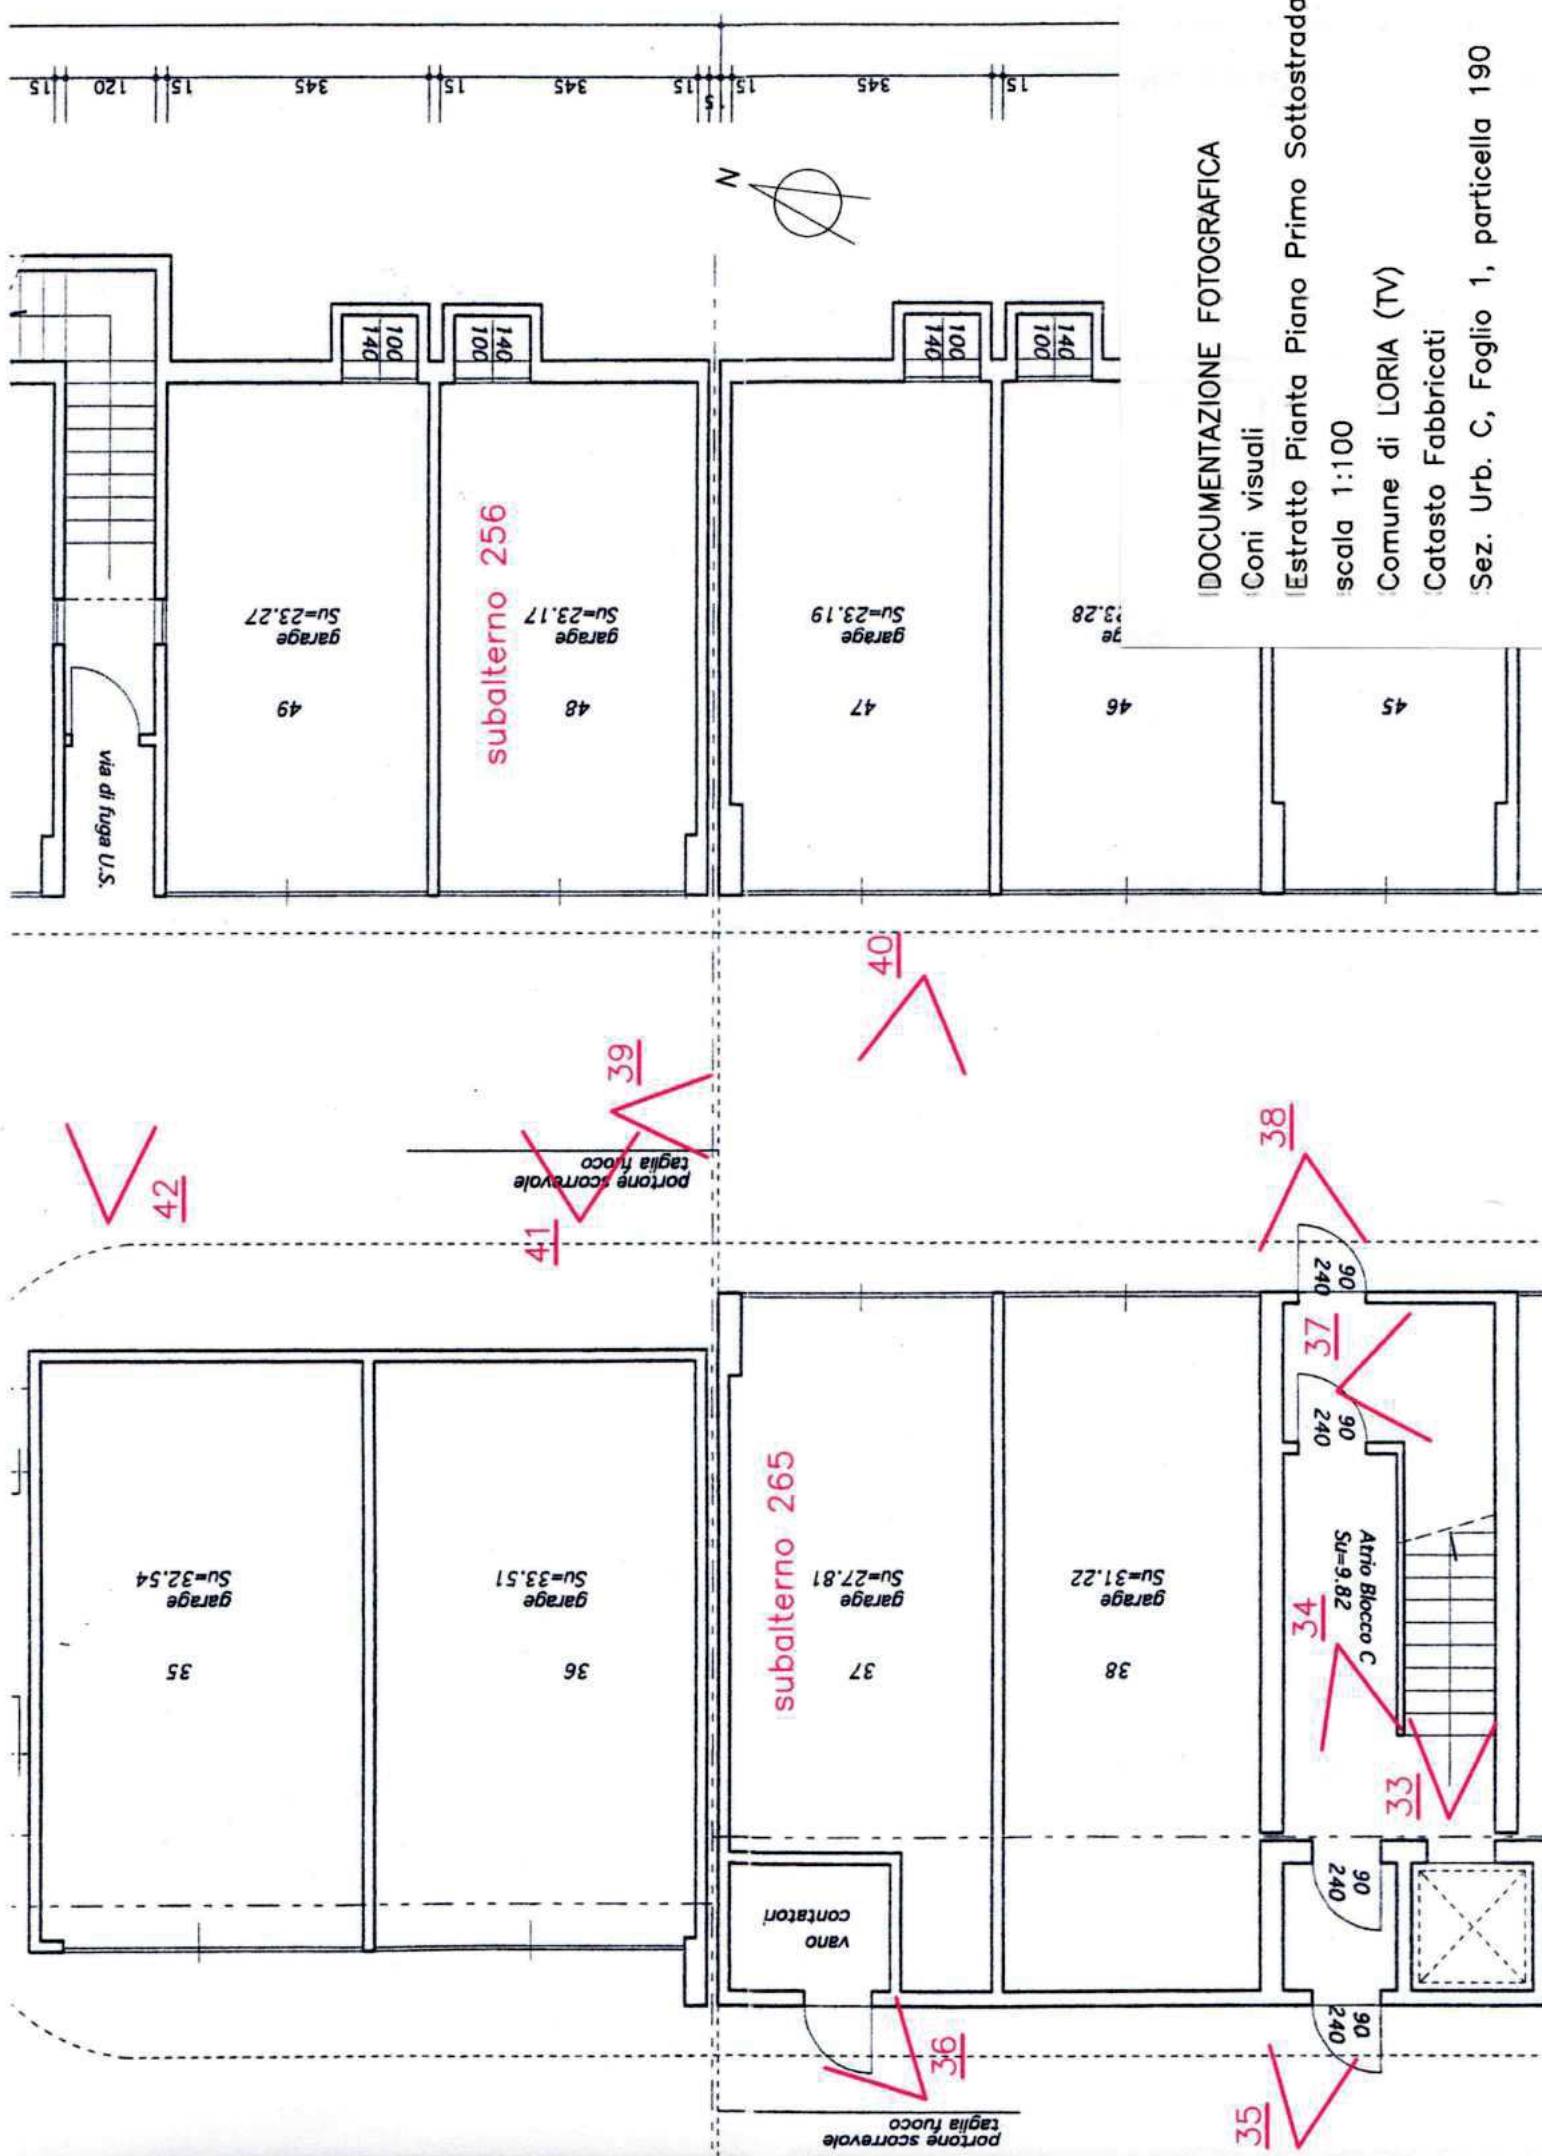 DOCUMENTAZIONE FOTOGRAFICA
Coni visuali
Estratto Pianta Piano Primo Sottostrada
scala 1:100
Comune di LORIA (TV)
Catasto Fabbricati
Sez. Urb. C, Foglio 1, particella 190
15
120
15
345
15
345
15
5
15
345
15
N
100
140
140
100
100
140
140
100
garage
Su=23.27
49
subalterno 256
garage
Su=23.17
48
garage
Su=23.19
47
23.28
46
45
via di fuga U.S.
40
39
38
42
41
portone scorrevole
taglia fuoco
90
240
37
90
240
garage
Su=32.54
35
garage
Su=33.51
36
subalterno 265
garage
Su=27.81
37
garage
Su=31.22
38
Atrio Blocco C
Su=9.82
34
33
vano
contatori
90
240
90
240
36
35
portone scorrevole
taglia fuoco